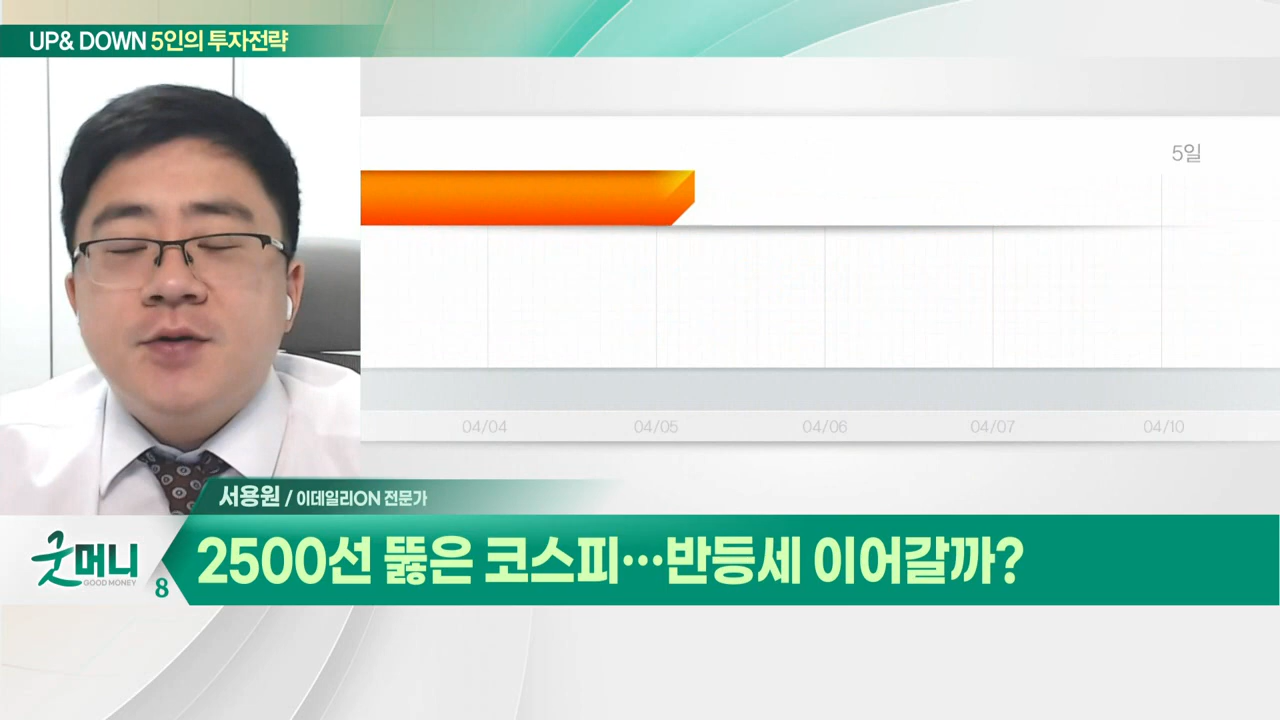 UP& DOWN 5인의 투자전략
5일
04/04 04/05 04/06 04/07 04/10
서용원 / 이데일리ON 전문가
굿머니
GOOD MONEY
8
2500선 뚫은 코스피…반등세 이어갈까?